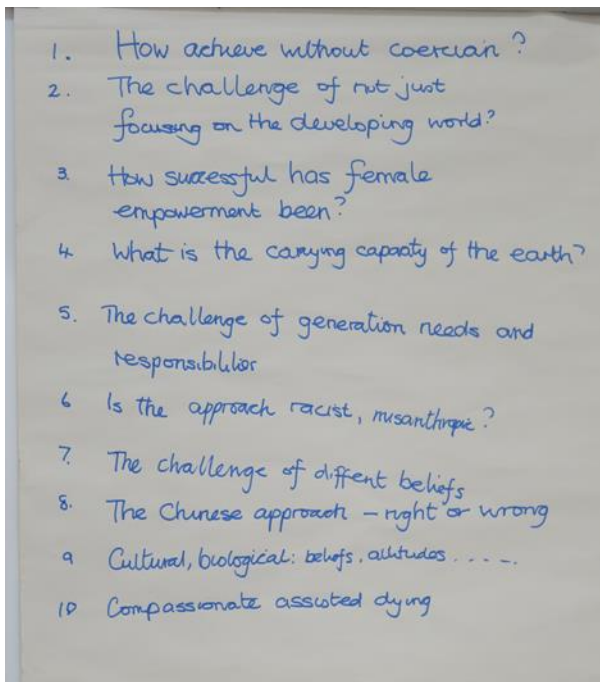 1. How achieve without coercian?
2. The challenge of not just
focusing on the developing world?
3. How successful has female
empowerment been?
4 What is the carrying capacity of the earth?
5. The challenge of generation needs and
responsibilities
6 Is the approach racist, misanthropic?
7. The challenge of diffent beliefs
8. The Chinese approach – right or wrong
9 Cultural, biological: beliefs, attitudes .....
10 Compassionate assisted dying